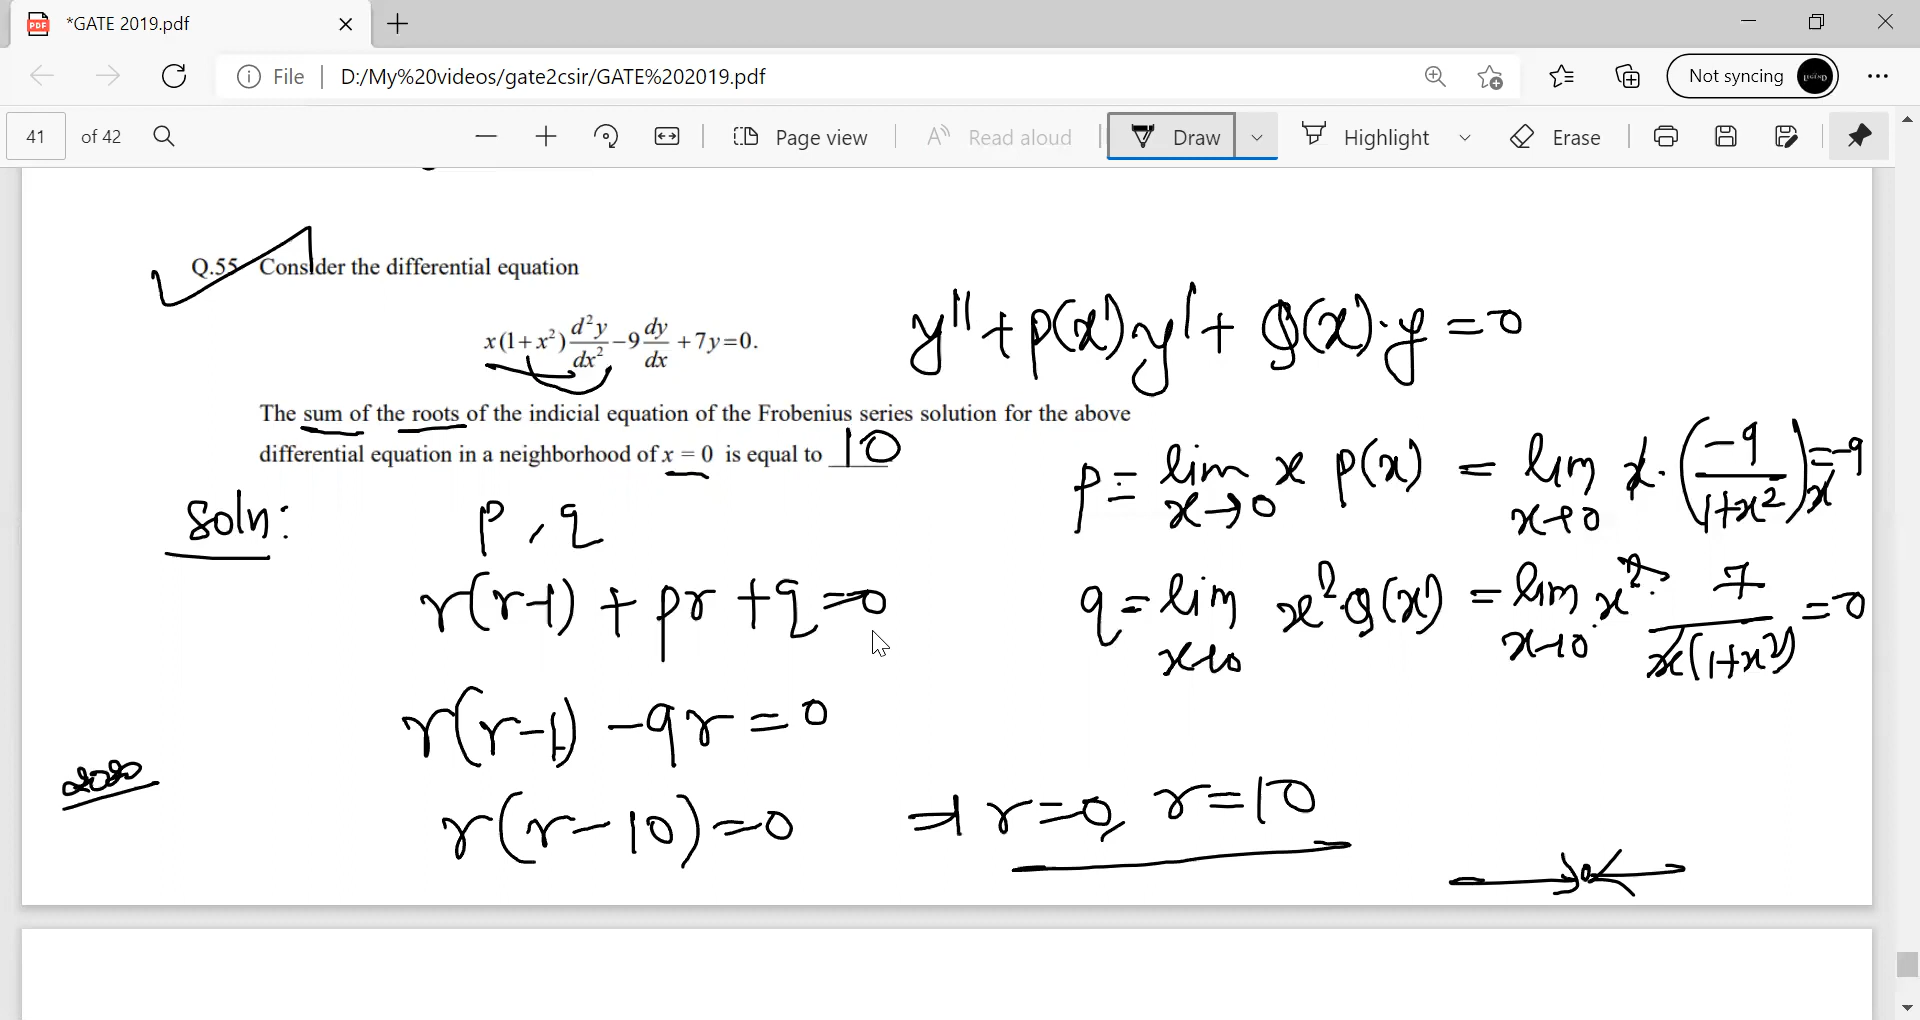 *GATE 2019.pdf
File | D:/My%20videos/gate2csir/GATE%202019.pdf
Not syncing
41 of 42
Page view
Read aloud
Draw
Highlight
Erase
Q.55 Consider the differential equation
x(1+x²) d²y/dx² −9 dy/dx +7y=0.
y" + p(x) y' + q(x)·y = 0
The sum of the roots of the indicial equation of the Frobenius series solution for the above
differential equation in a neighborhood of x = 0 is equal to 10
p = lim x→0 x p(x) = lim x→0 x·(−9/(1+x²)x) = −9
Soln: p, q
r(r−1) + pr + q = 0
q = lim x→0 x² q(x) = lim x→0 x²· 7/x(1+x²) = 0
r(r−1) −9r = 0
2020
r(r−10) = 0 ⇒ r=0, r=10